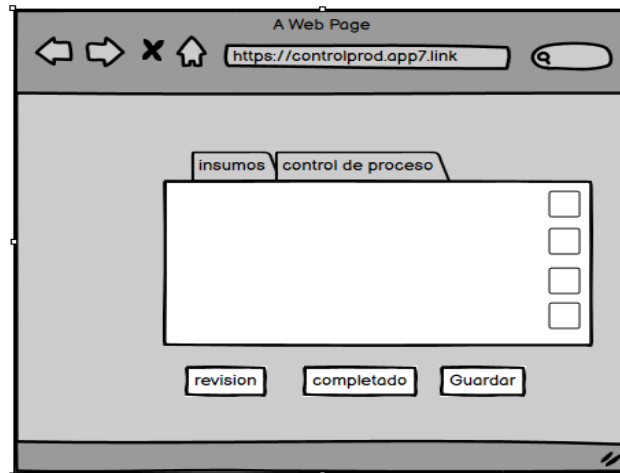 A Web Page
https://controlprod.app7.link
insumos control de proceso
revision completado Guardar